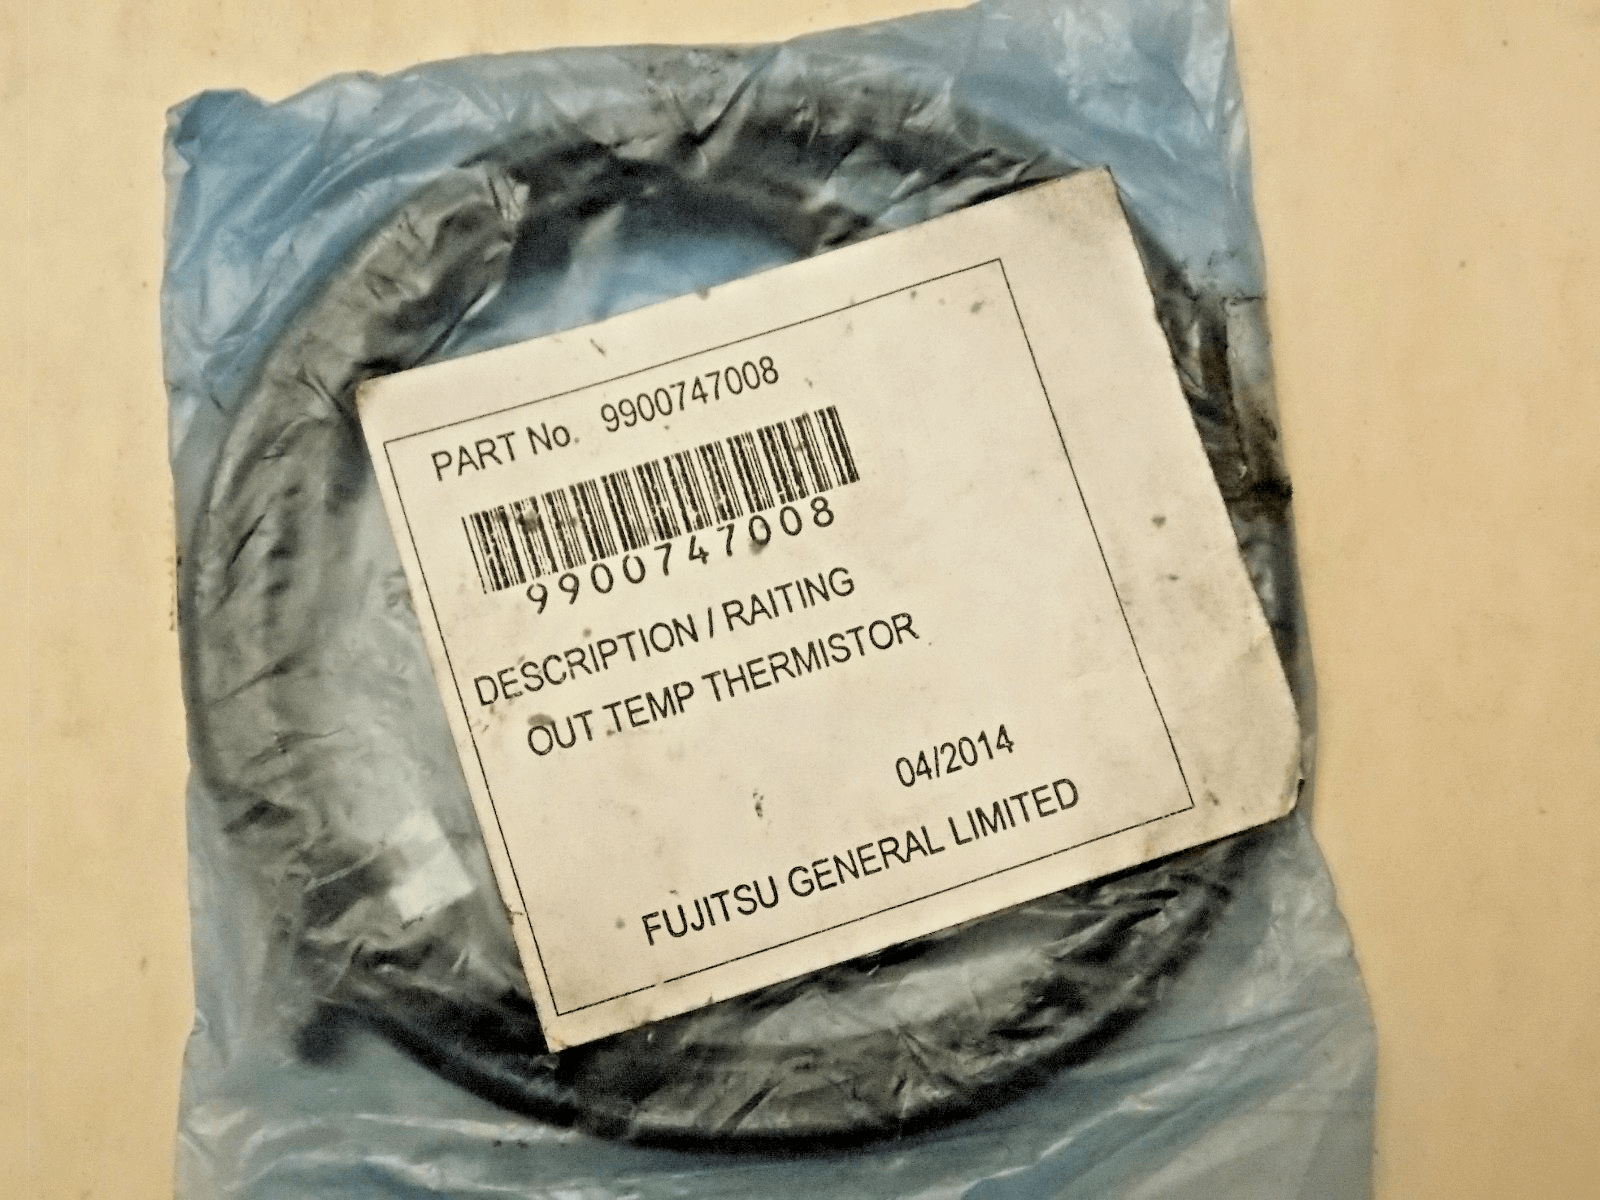 PART No. 9900747008
9900747008
DESCRIPTION / RAITING
OUT TEMP THERMISTOR
04/2014
FUJITSU GENERAL LIMITED